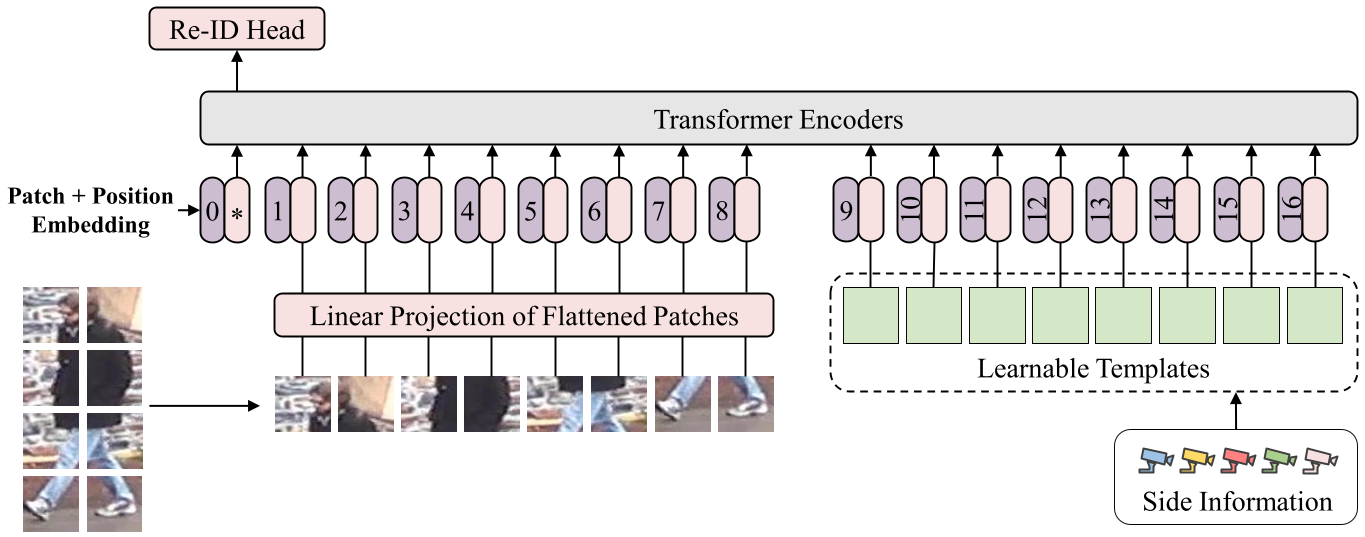 Re-ID Head
Transformer Encoders
Patch + Position
Embedding
0 * 1 2 3 4 5 6 7 8 9 10 11 12 13 14 15 16
Linear Projection of Flattened Patches
Learnable Templates
Side Information